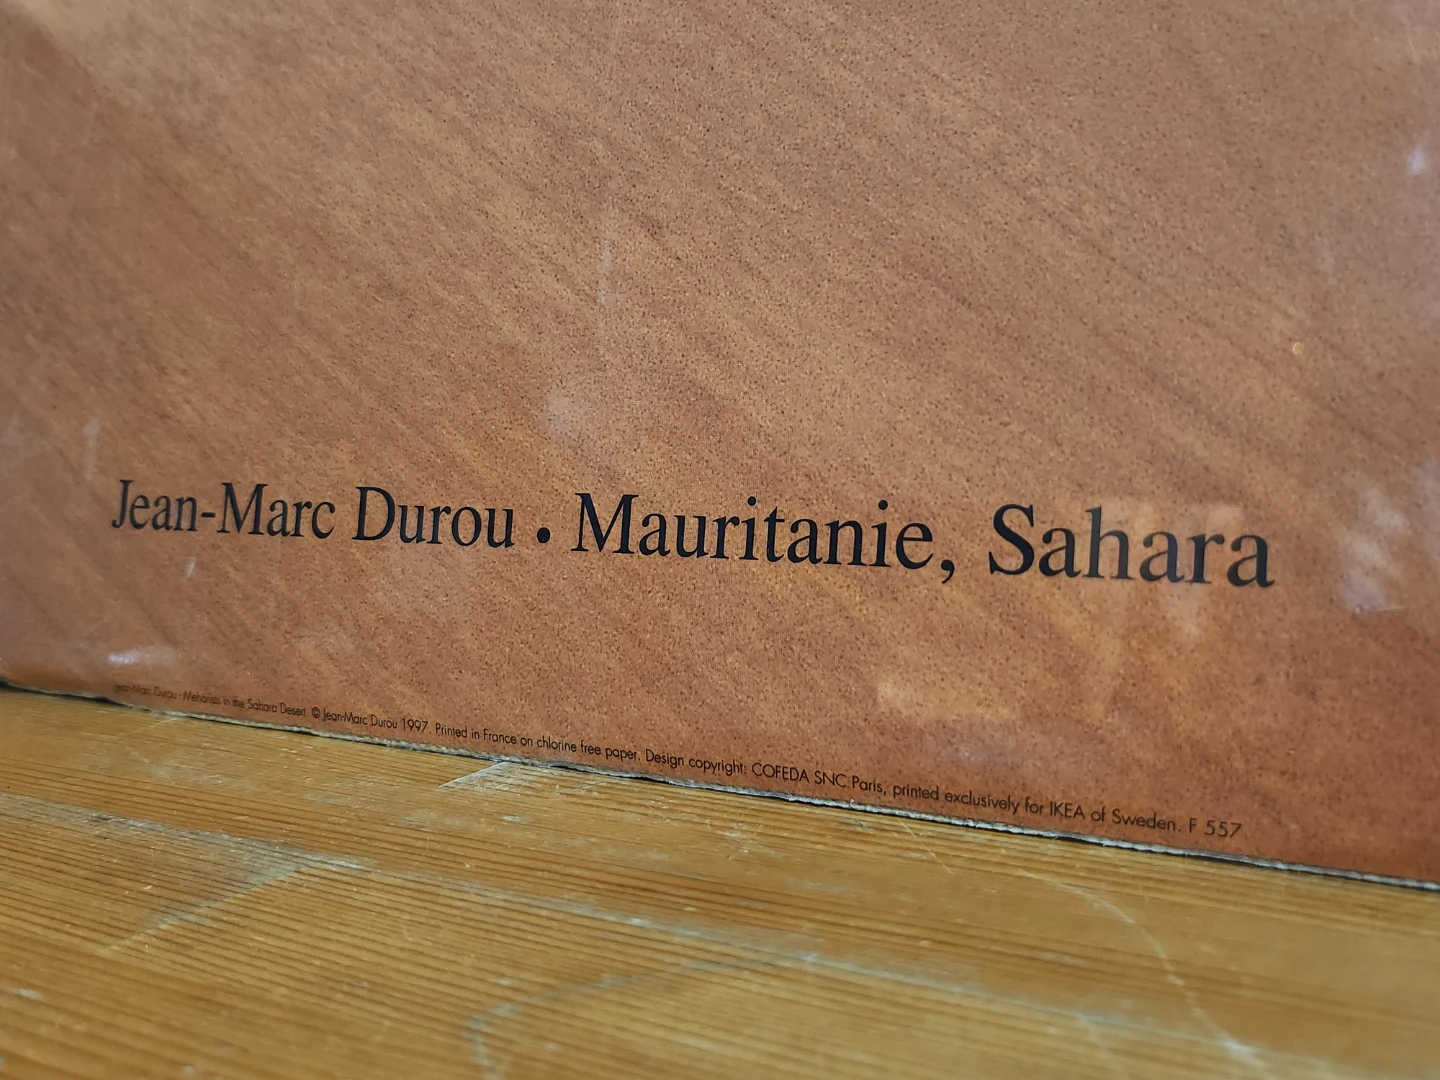 Jean-Marc Durou • Mauritanie, Sahara
Jean-Marc Durou - Meharists in the Sahara Desert. © Jean-Marc Durou 1997. Printed in France on chlorine free paper. Design copyright: COFEDA SNC Paris, printed exclusively for IKEA of Sweden. F 557